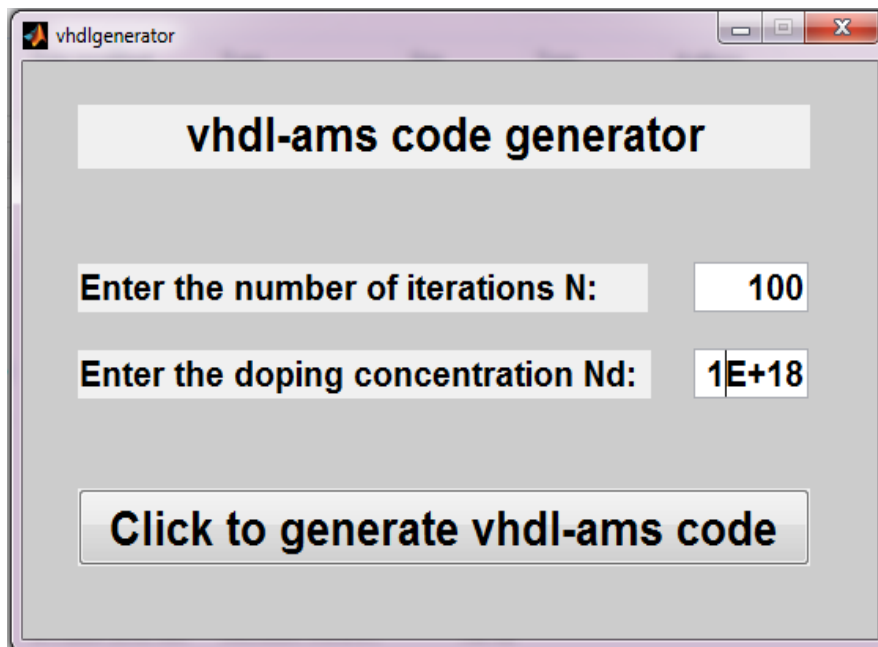 vhdlgenerator
vhdl-ams code generator
Enter the number of iterations N:
100
Enter the doping concentration Nd:
1E+18
Click to generate vhdl-ams code